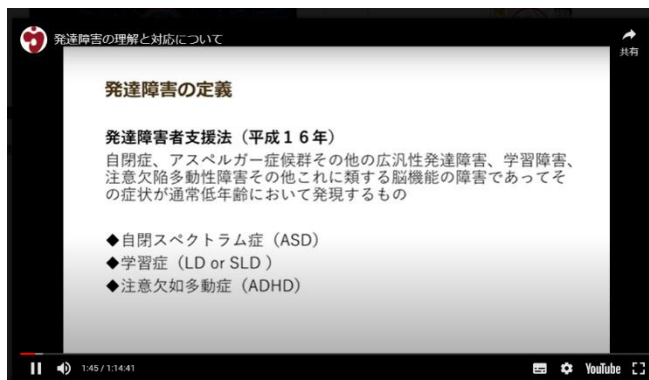 発達障害の理解と対応について
共有
発達障害の定義
発達障害者支援法（平成１６年）
自閉症、アスペルガー症候群その他の広汎性発達障害、学習障害、
注意欠陥多動性障害その他これに類する脳機能の障害であってそ
の症状が通常低年齢において発現するもの
◆自閉スペクトラム症（ASD）
◆学習症（LD or SLD ）
◆注意欠如多動症（ADHD）
1:45 / 1:14:41
YouTube